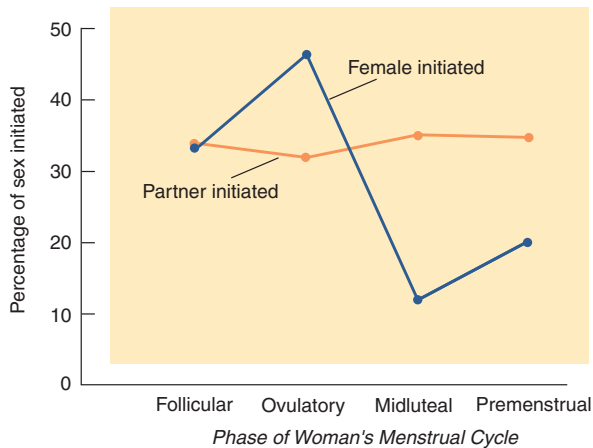 Percentage of sex initiated
50
40
30
20
10
0
Female initiated
Partner initiated
Follicular Ovulatory Midluteal Premenstrual
Phase of Woman's Menstrual Cycle